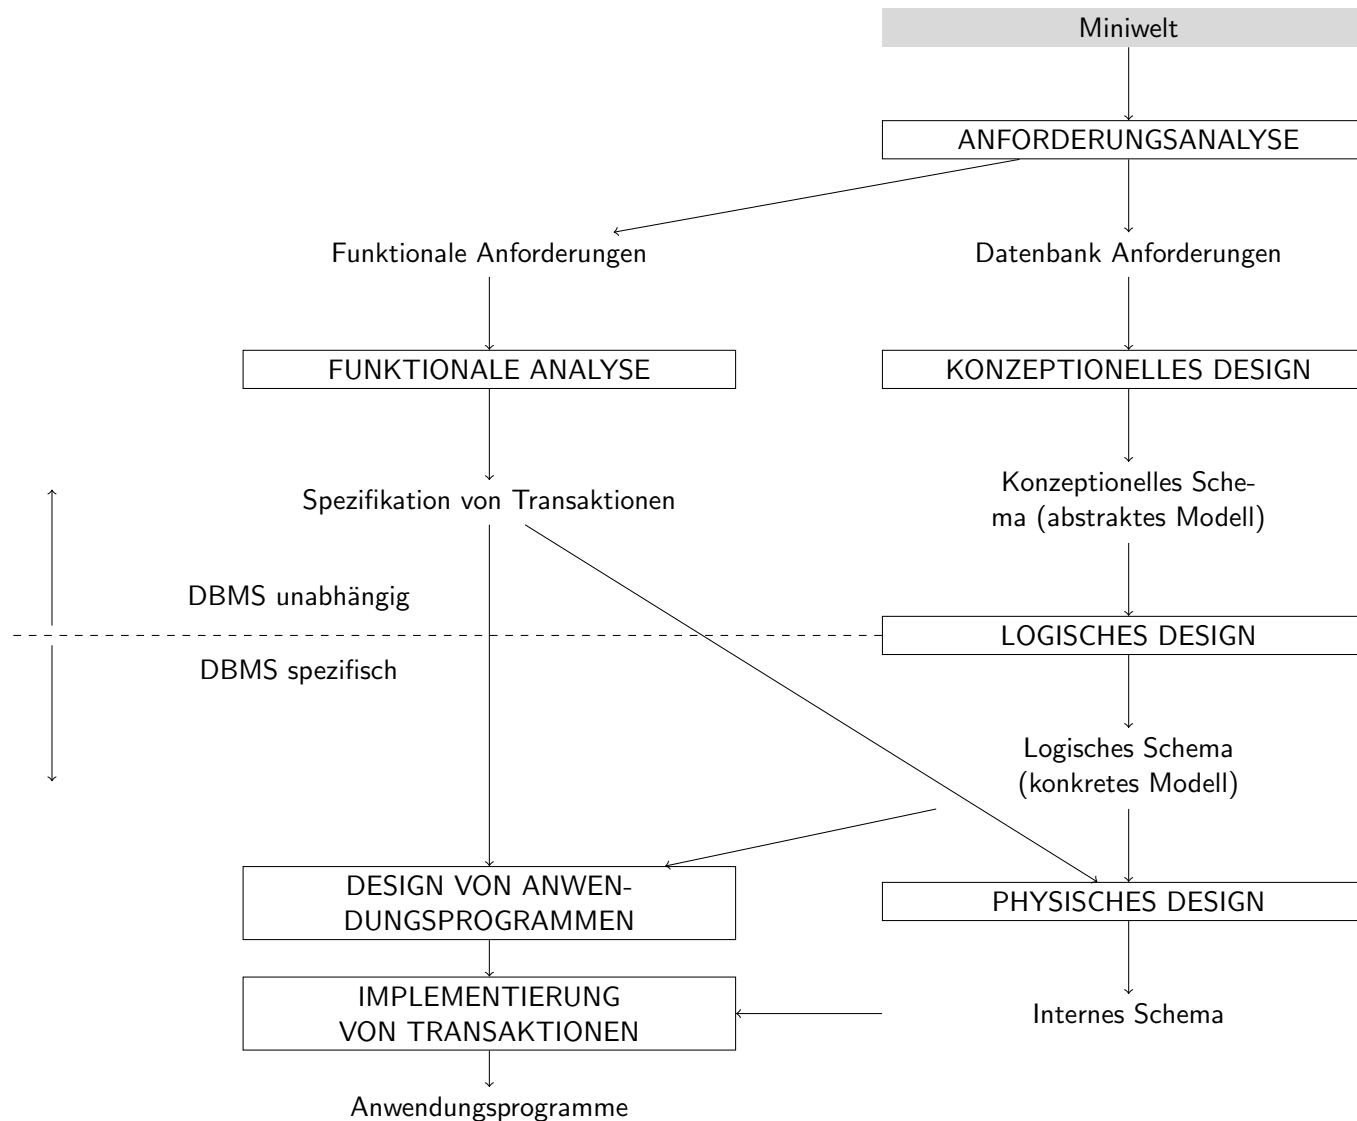 Miniwelt
ANFORDERUNGSANALYSE
Funktionale Anforderungen
Datenbank Anforderungen
FUNKTIONALE ANALYSE
KONZEPTIONELLES DESIGN
Spezifikation von Transaktionen
Konzeptionelles Sche-
ma (abstraktes Modell)
DBMS unabhängig
LOGISCHES DESIGN
DBMS spezifisch
Logisches Schema
(konkretes Modell)
DESIGN VON ANWEN-
DUNGSPROGRAMMEN
PHYSISCHES DESIGN
IMPLEMENTIERUNG
VON TRANSAKTIONEN
Internes Schema
Anwendungsprogramme